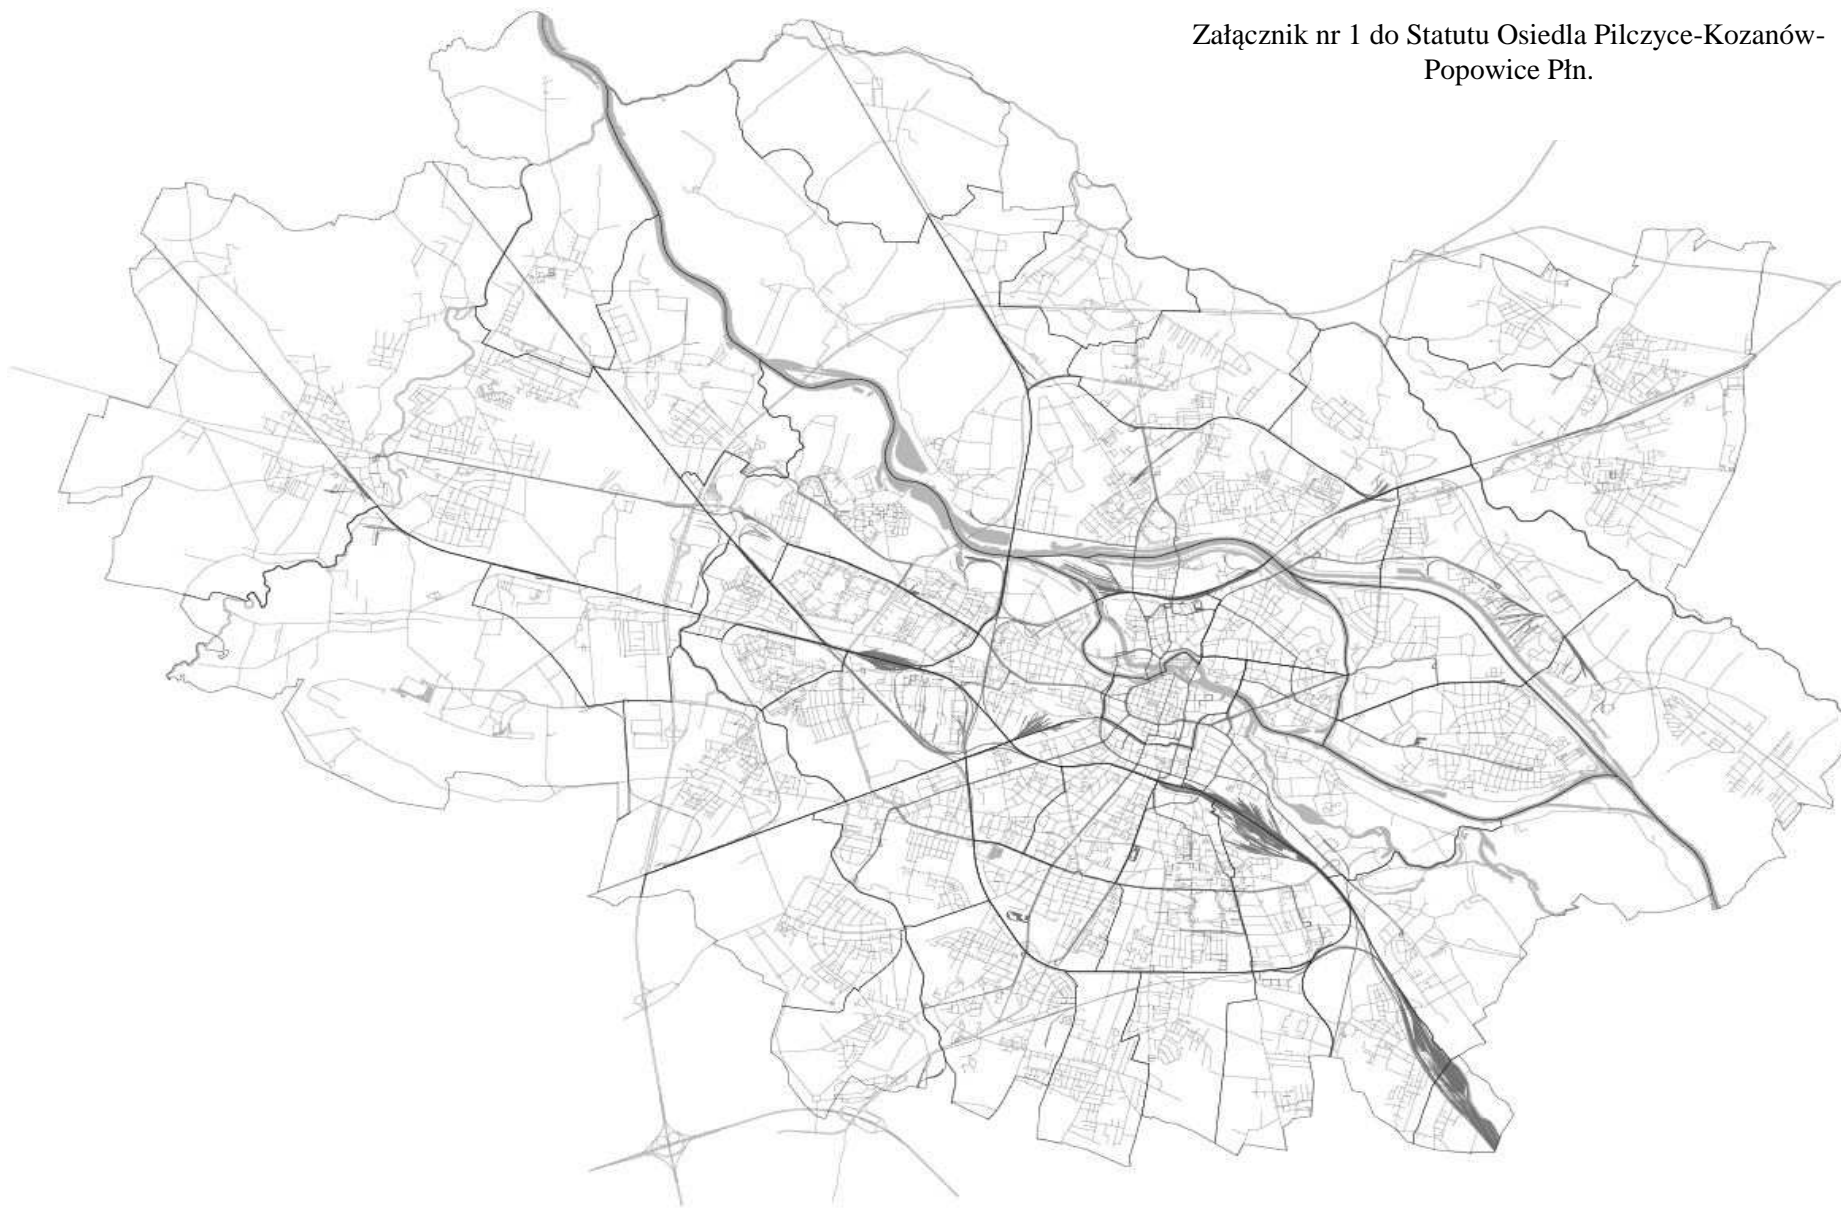 Załącznik nr 1 do Statutu Osiedla Pilczyce-Kozanów-
Popowice Płn.